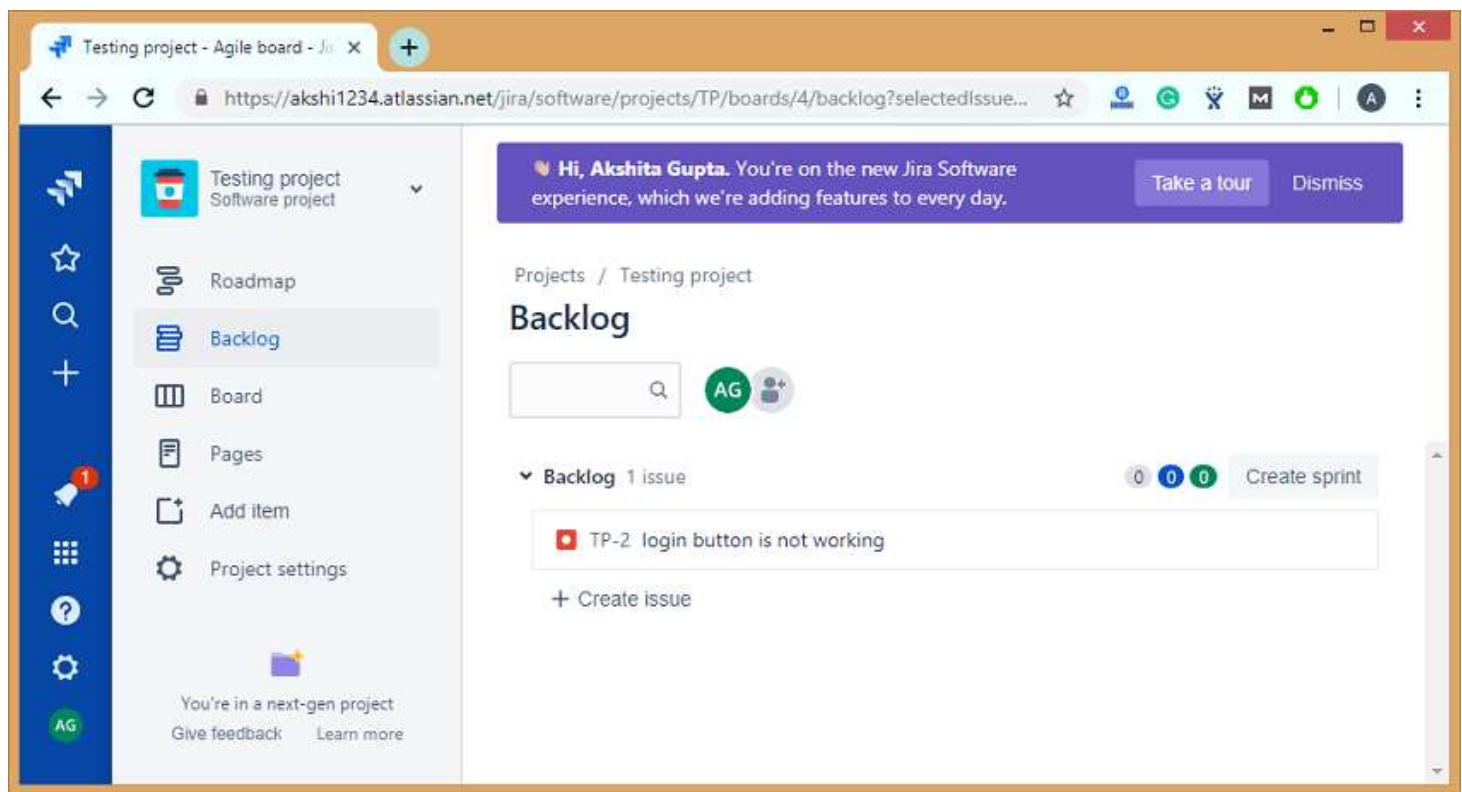 Testing project - Agile board - Ji
https://akshi1234.atlassian.net/jira/software/projects/TP/boards/4/backlog?selectedIssue...
A
Testing project
Software project
Roadmap
Backlog
Board
Pages
Add item
Project settings
You're in a next-gen project
Give feedback Learn more
1
AG
Hi, Akshita Gupta. You're on the new Jira Software
experience, which we're adding features to every day.
Take a tour Dismiss
Projects / Testing project
Backlog
AG
Backlog 1 issue 0 0 0 Create sprint
TP-2 login button is not working
+ Create issue